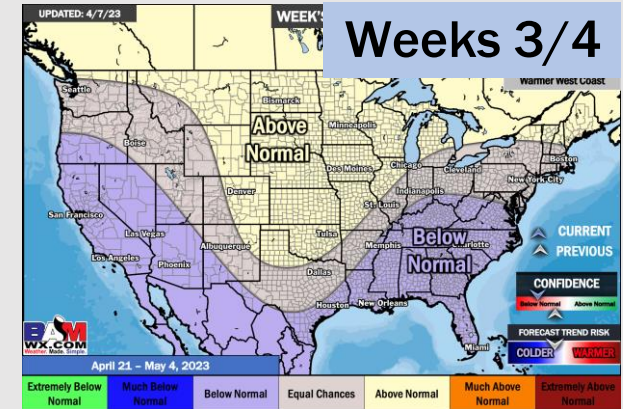 UPDATED: 4/7/23
WEEK'S
Weeks 3/4
Warmer West Coast
Seattle
Bismarck
Above
Normal
Minneapolis
Boise
Des Moines
Chicago
Cleveland
Boston
New York City
Denver
Indianapolis
St. Louis
San Francisco
Las Vegas
Los Angeles
Phoenix
Albuquerque
Tulsa
Memphis
Below
Normal
Charlotte
Dallas
Houston
New Orleans
Miami
CURRENT
PREVIOUS
CONFIDENCE
Below Normal Above Normal
FORECAST TREND RISK
COLDER WARMER
BAM
WX.COM
Weather. Made. Simple.
April 21 – May 4, 2023
Extremely Below
Normal
Much Below
Normal
Below Normal
Equal Chances
Above Normal
Much Above
Normal
Extremely Above
Normal